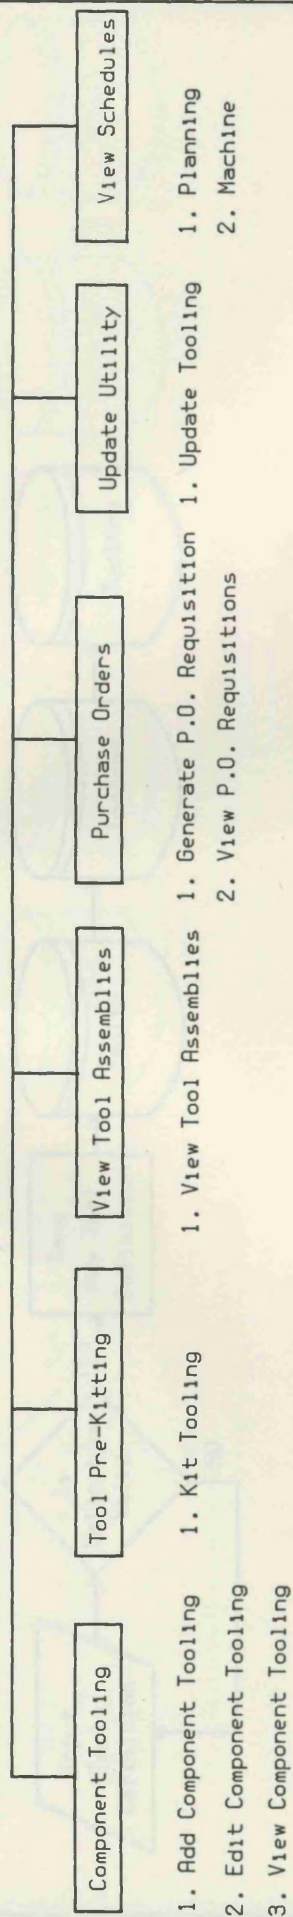 Component Tooling
1. Add Component Tooling
2. Edit Component Tooling
3. View Component Tooling
Tool Pre-Kitting
1. Kit Tooling
View Tool Assemblies
1. View Tool Assemblies
Purchase Orders
1. Generate P.O. Requisition
2. View P.O. Requisitions
Update Utility
1. Update Tooling
View Schedules
1. Planning
2. Machine